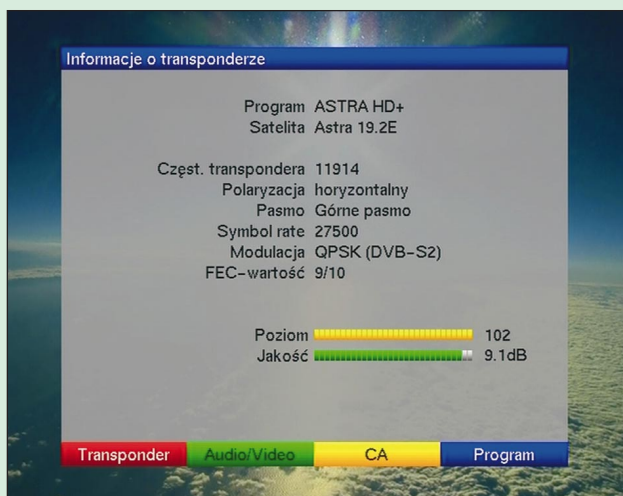 Informacje o transponderze
Program ASTRA HD+
Satelita Astra 19.2E
Częst. transpondera 11914
Polaryzacja horyzontalny
Pasmo Górne pasmo
Symbol rate 27500
Modulacja QPSK (DVB-S2)
FEC-wartość 9/10
Poziom 102
Jakość 9.1dB
Transponder Audio/Video CA Program